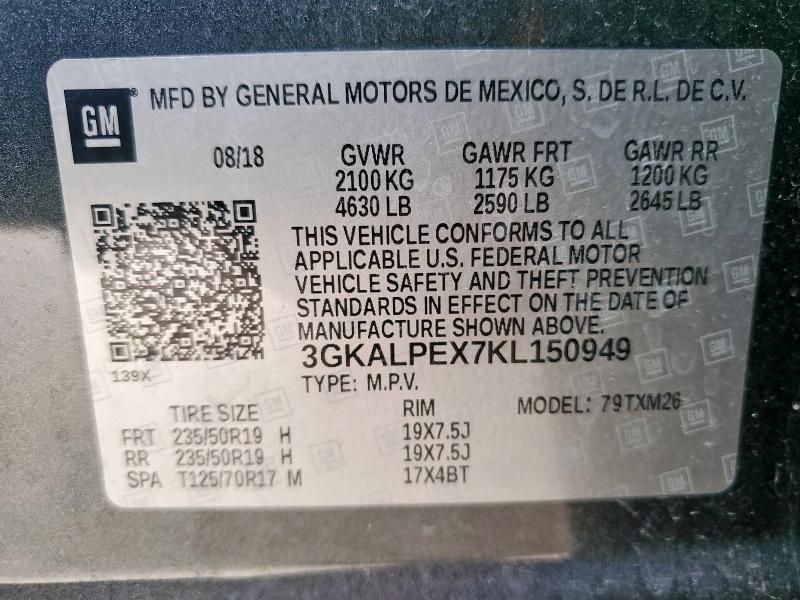 GM ® MFD BY GENERAL MOTORS DE MEXICO, S. DE R.L. DE C.V.
08/18 GVWR GAWR FRT GAWR RR
2100 KG 1175 KG 1200 KG
4630 LB 2590 LB 2645 LB
THIS VEHICLE CONFORMS TO ALL
APPLICABLE U.S. FEDERAL MOTOR
VEHICLE SAFETY AND THEFT PREVENTION
STANDARDS IN EFFECT ON THE DATE OF
MANUFACTURE SHOWN ABOVE.
3GKALPEX7KL150949
139X
TYPE: M.P.V.
TIRE SIZE RIM MODEL: 79TXM26
FRT 235/50R19 H 19X7.5J
RR 235/50R19 H 19X7.5J
SPA T125/70R17 M 17X4BT